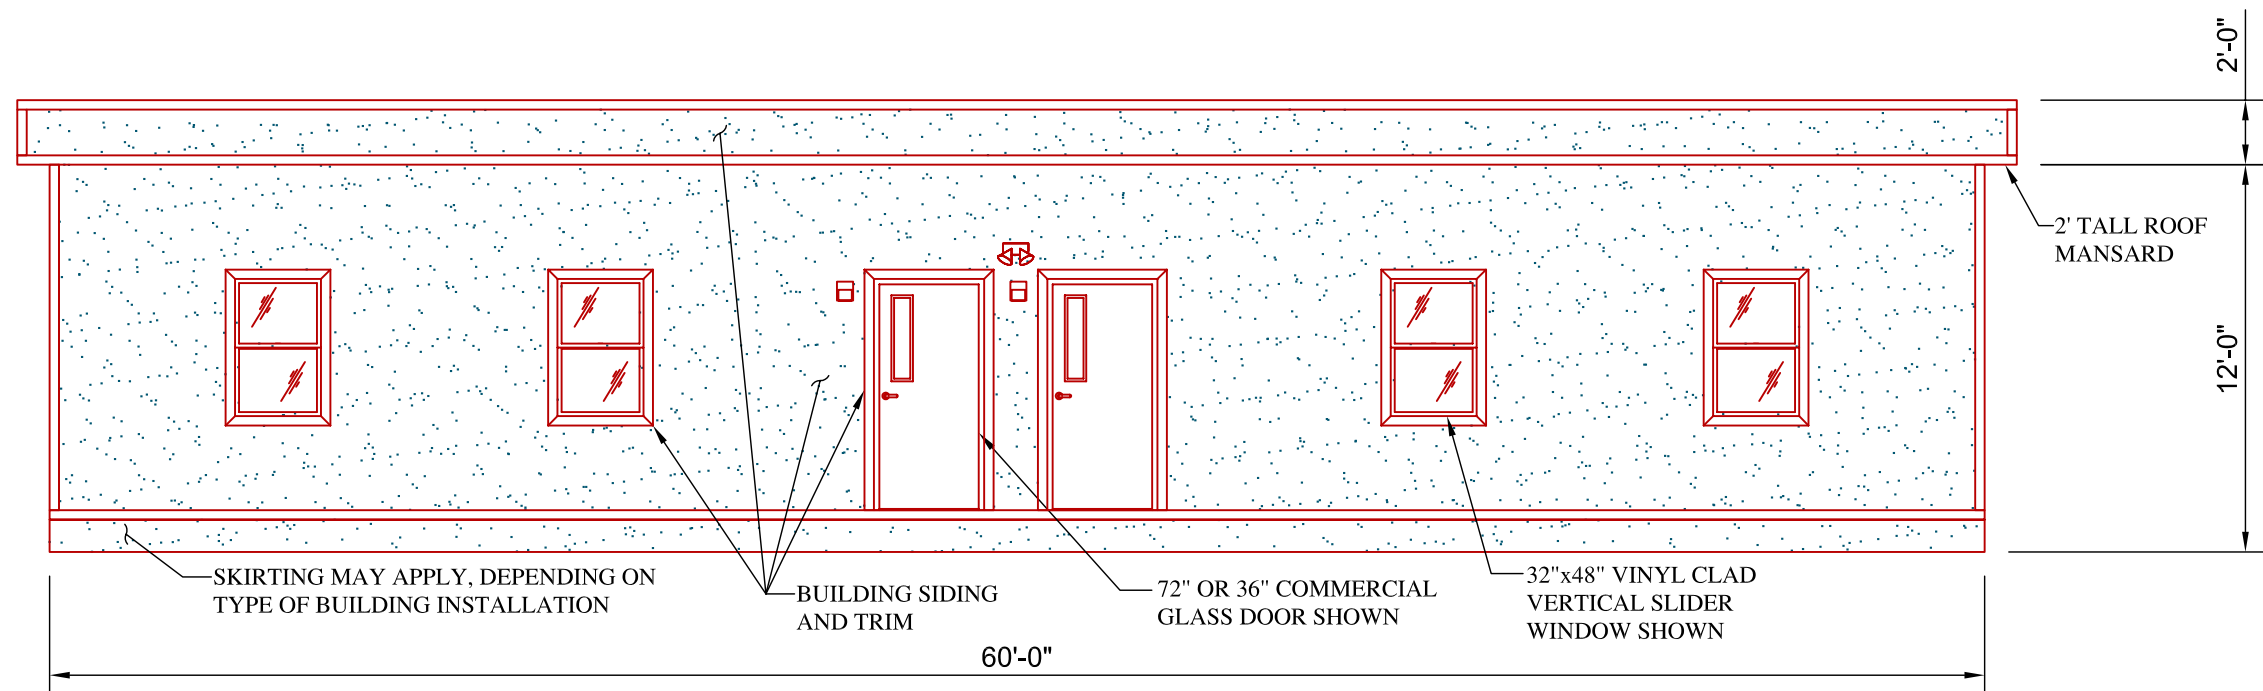 2'-0"
2' TALL ROOF
MANSARD
12'-0"
SKIRTING MAY APPLY, DEPENDING ON
TYPE OF BUILDING INSTALLATION
BUILDING SIDING
AND TRIM
72" OR 36" COMMERCIAL
GLASS DOOR SHOWN
32"x48" VINYL CLAD
VERTICAL SLIDER
WINDOW SHOWN
60'-0"